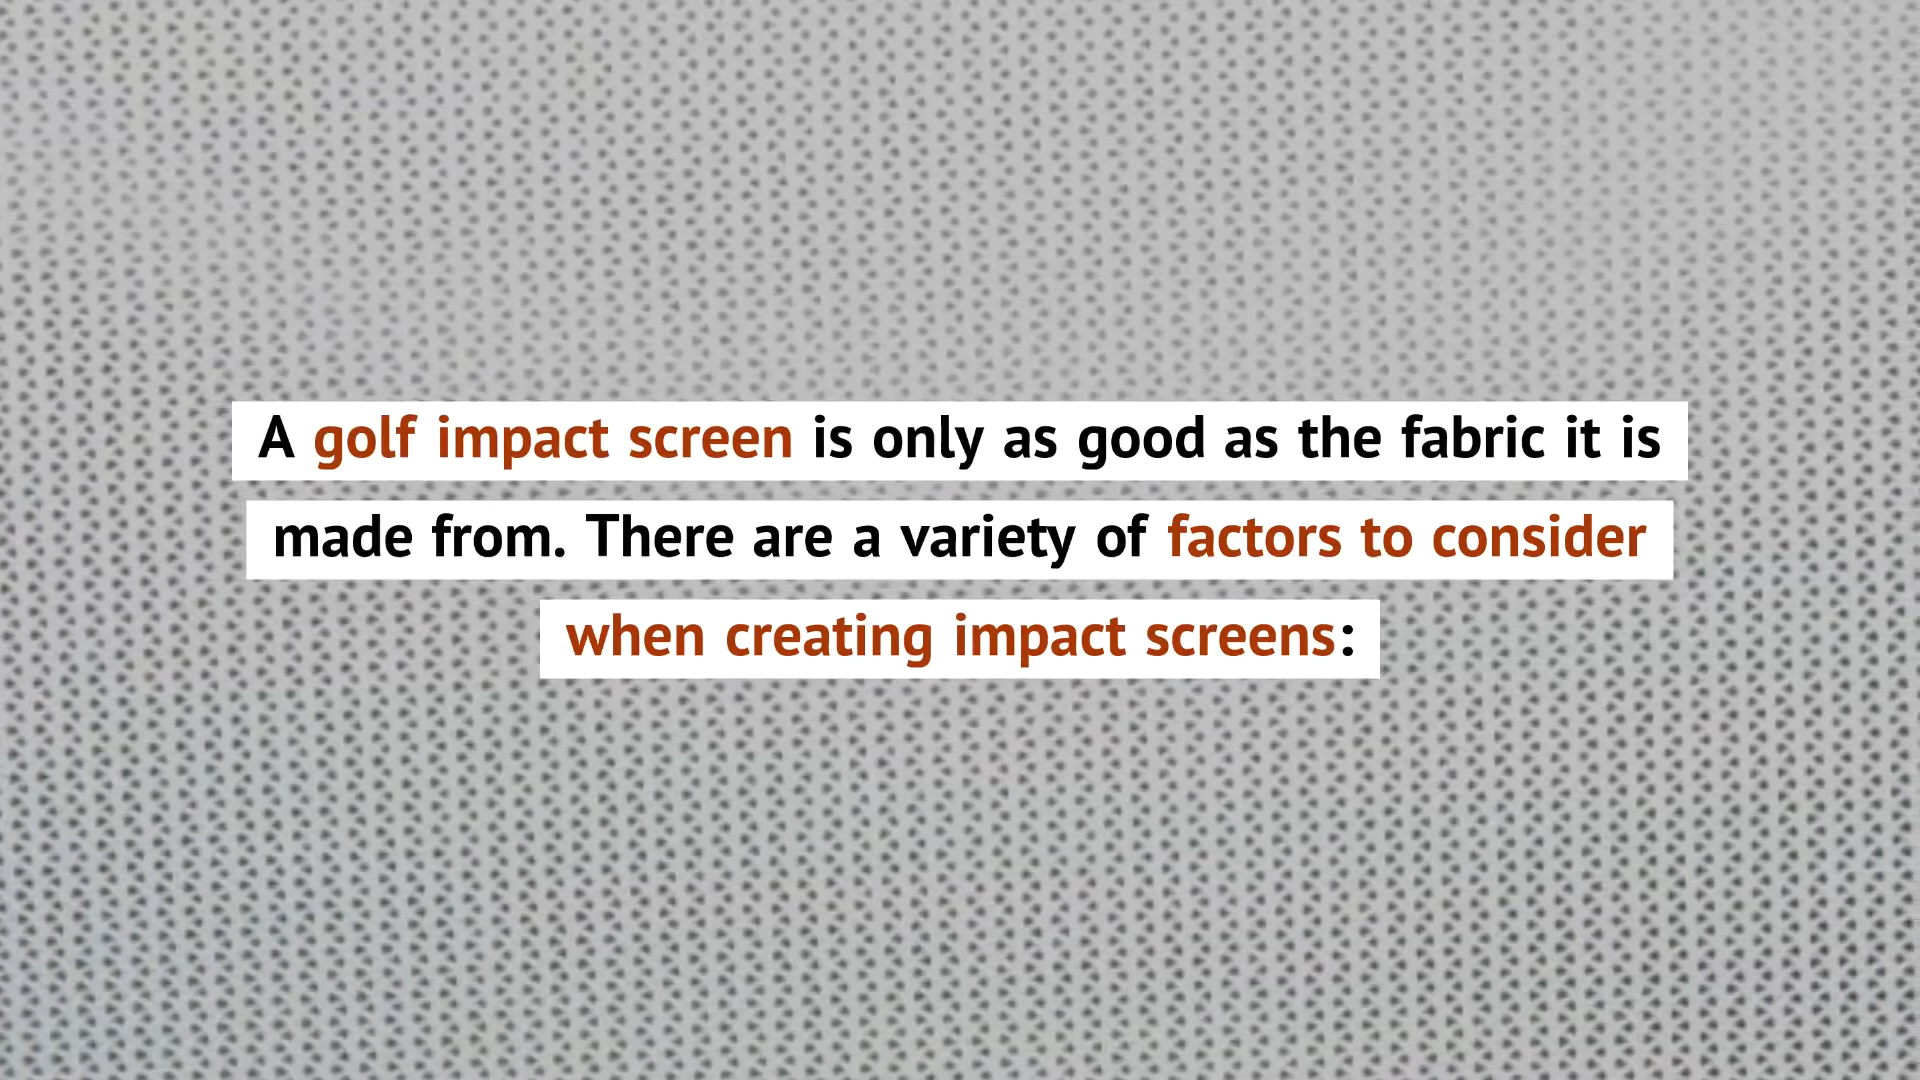 A golf impact screen is only as good as the fabric it is
made from. There are a variety of factors to consider
when creating impact screens: